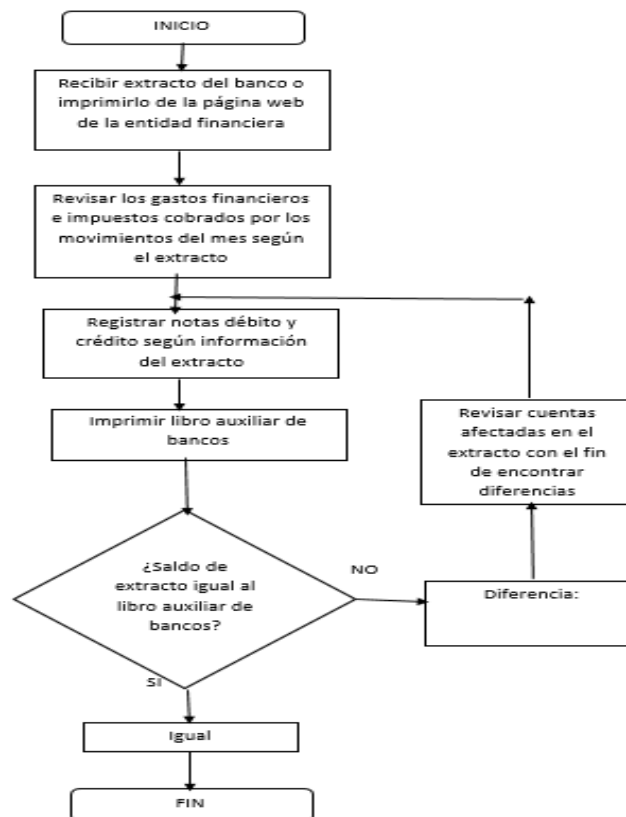 INICIO
Recibir extracto del banco o
imprimirlo de la página web
de la entidad financiera
Revisar los gastos financieros
e impuestos cobrados por los
movimientos del mes según
el extracto
Registrar notas débito y
crédito según información
del extracto
Imprimir libro auxiliar de
bancos
Revisar cuentas
afectadas en el
extracto con el fin
de encontrar
diferencias
¿Saldo de
extracto igual al
libro auxiliar de
bancos?
NO
Diferencia:
SI
Igual
FIN